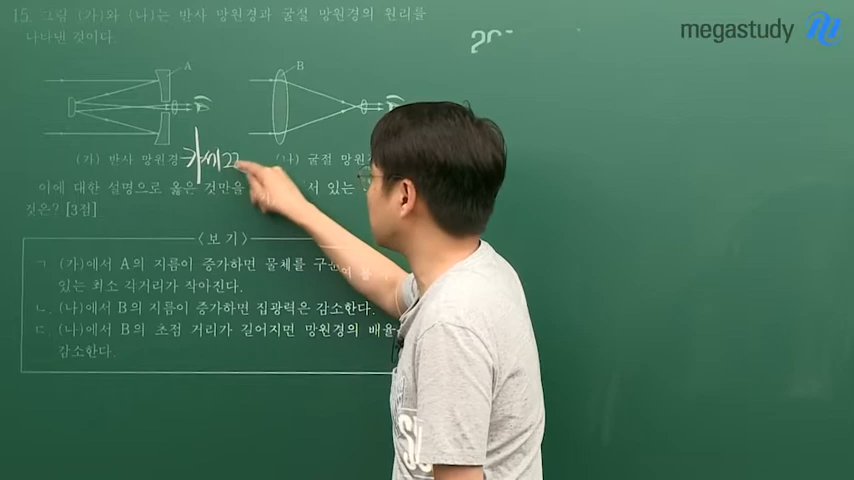 15. 그림 (가)와 (나)는 반사 망원경과 굴절 망원경의 원리를
나타낸 것이다.
megastudy
A
B
(가) 반사 망원경
(나) 굴절 망원
이에 대한 설명으로 옳은 것만을 서 있는
것은? [3점]
<보 기>
ㄱ (가)에서 A의 지름이 증가하면 물체를 구분
있는 최소 각거리가 작아진다.
ㄴ. (나)에서 B의 지름이 증가하면 집광력은 감소한다.
ㄷ (나)에서 B의 초점 거리가 길어지면 망원경의 배율
감소한다.